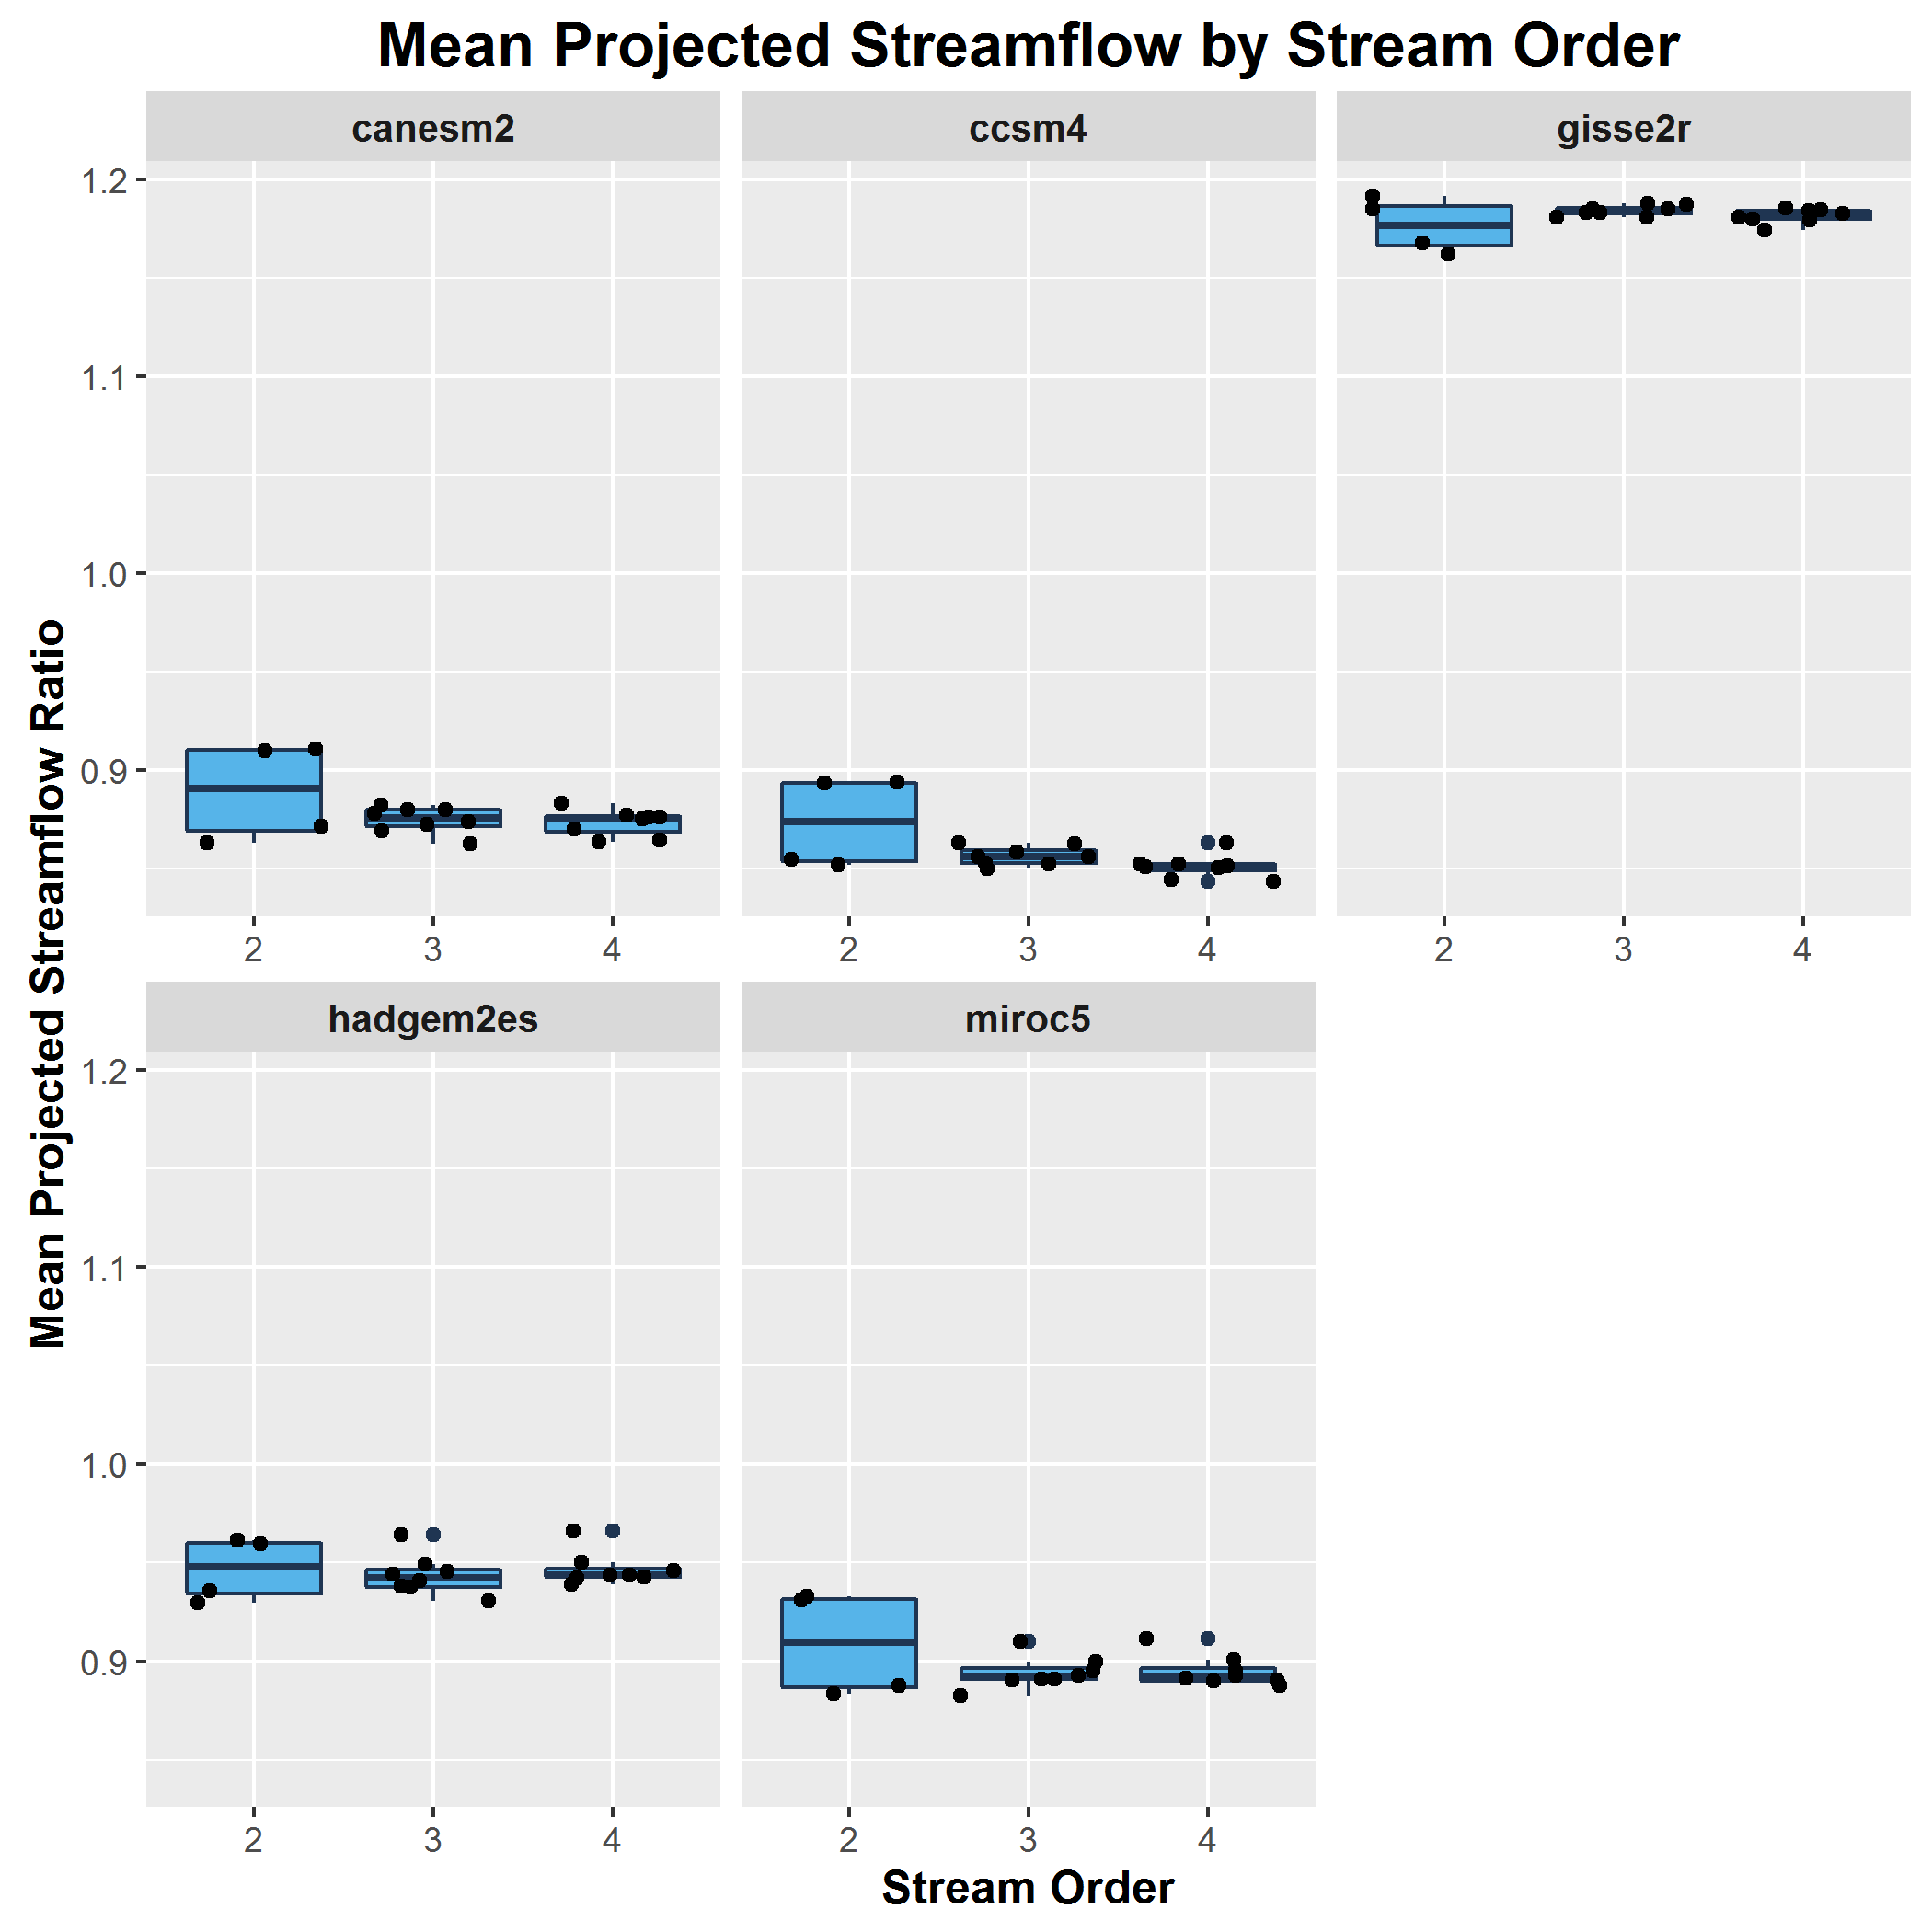 Mean Projected Streamflow by Stream Order
canesm2
ccsm4
gisse2r
1.2
1.1
1.0
0.9
2 3 4
2 3 4
2 3 4
Mean Projected Streamflow Ratio
hadgem2es
miroc5
1.2
1.1
1.0
0.9
2 3 4
2 3 4
Stream Order